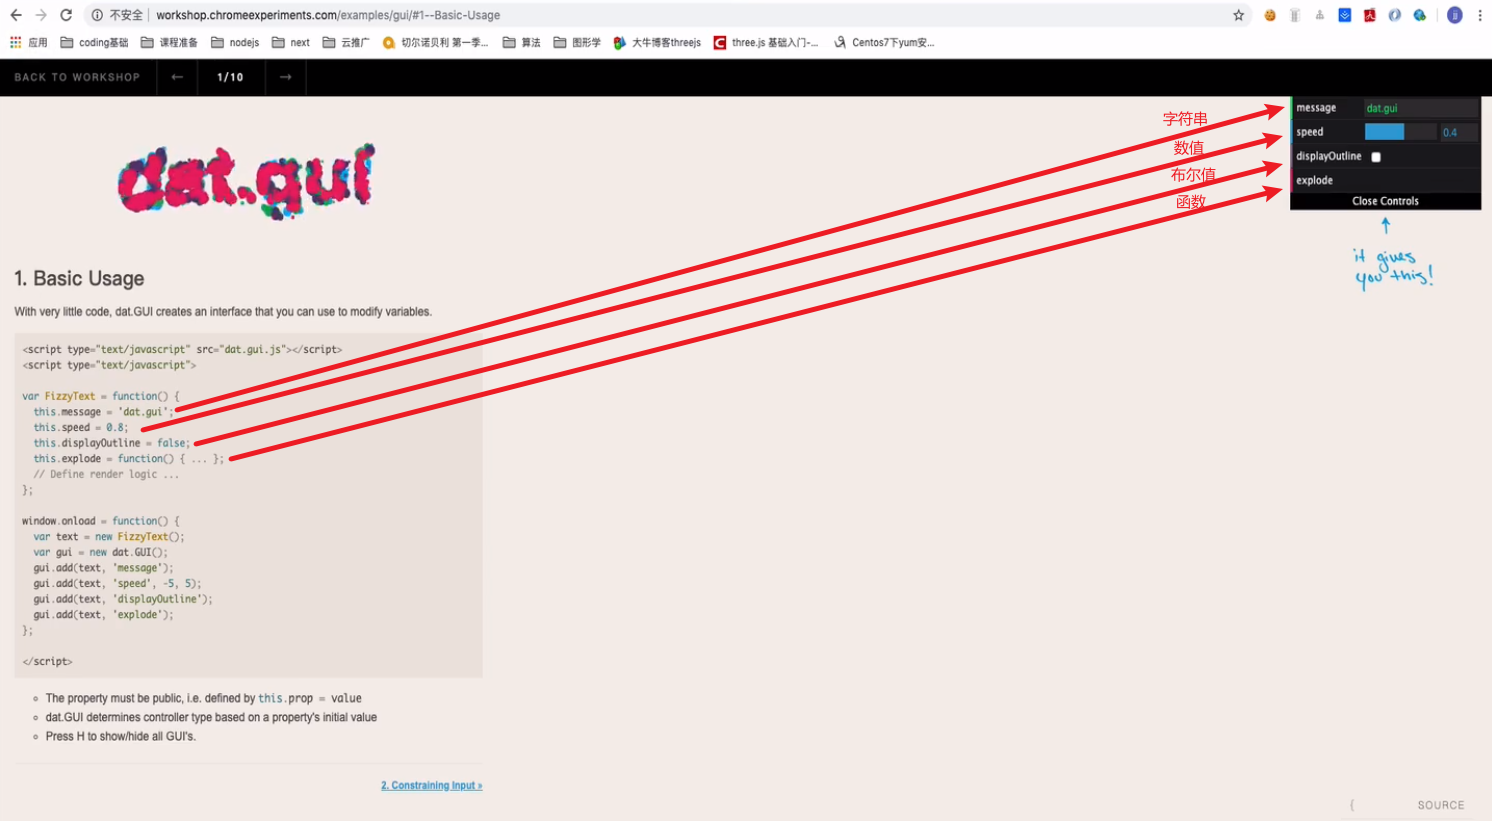 不安全 | workshop.chromeexperiments.com/examples/gui/#1--Basic-Usage
应用 coding基础 课程准备 nodejs next 云推广 切尔诺贝利 第一季... 算法 图形学 大牛博客threejs three.js 基础入门-... Centos7下yum安...
BACK TO WORKSHOP ← 1/10 →
message dat.gui
speed 0.4
displayOutline
explode
Close Controls
字符串
数值
布尔值
函数
it gives
you this!
dat.gui
1. Basic Usage
With very little code, dat.GUI creates an interface that you can use to modify variables.
<script type="text/javascript" src="dat.gui.js"></script>
<script type="text/javascript">
var FizzyText = function() {
this.message = 'dat.gui';
this.speed = 0.8;
this.displayOutline = false;
this.explode = function() { ... };
// Define render logic ...
};
window.onload = function() {
var text = new FizzyText();
var gui = new dat.GUI();
gui.add(text, 'message');
gui.add(text, 'speed', -5, 5);
gui.add(text, 'displayOutline');
gui.add(text, 'explode');
};
</script>
The property must be public, i.e. defined by this.prop = value
dat.GUI determines controller type based on a property's initial value
Press H to show/hide all GUI's.
2. Constraining Input »
{ SOURCE